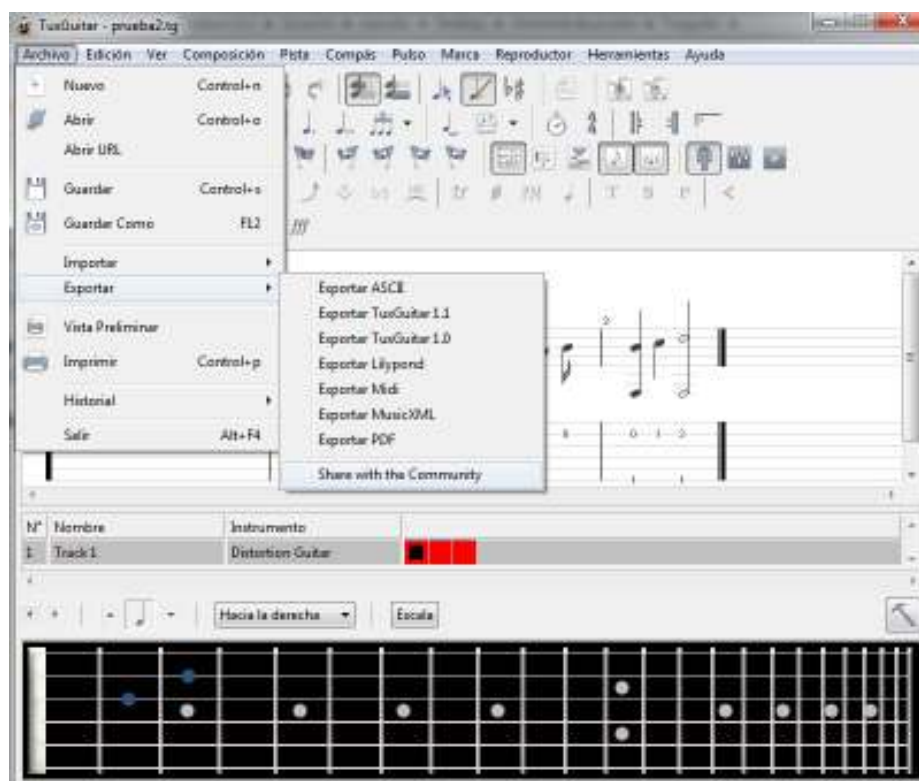 TuxGuitar - prueba2.tg
Archivo Edición Ver Composición Pista Compás Pulso Marca Reproductor Herramientas Ayuda
Nuevo Control+n
Abrir Control+o
Abrir URL
Guardar Control+s
Guardar Como F12
Importar
Exportar
Vista Preliminar
Imprimir Control+p
Historial
Salir Alt+F4
Exportar ASCII
Exportar TuxGuitar 1.1
Exportar TuxGuitar 1.0
Exportar Lilypond
Exportar Midi
Exportar MusicXML
Exportar PDF
Share with the Community
fff
N° Nombre Instrumento
1 Track 1 Distortion Guitar
Hacia la derecha Escala